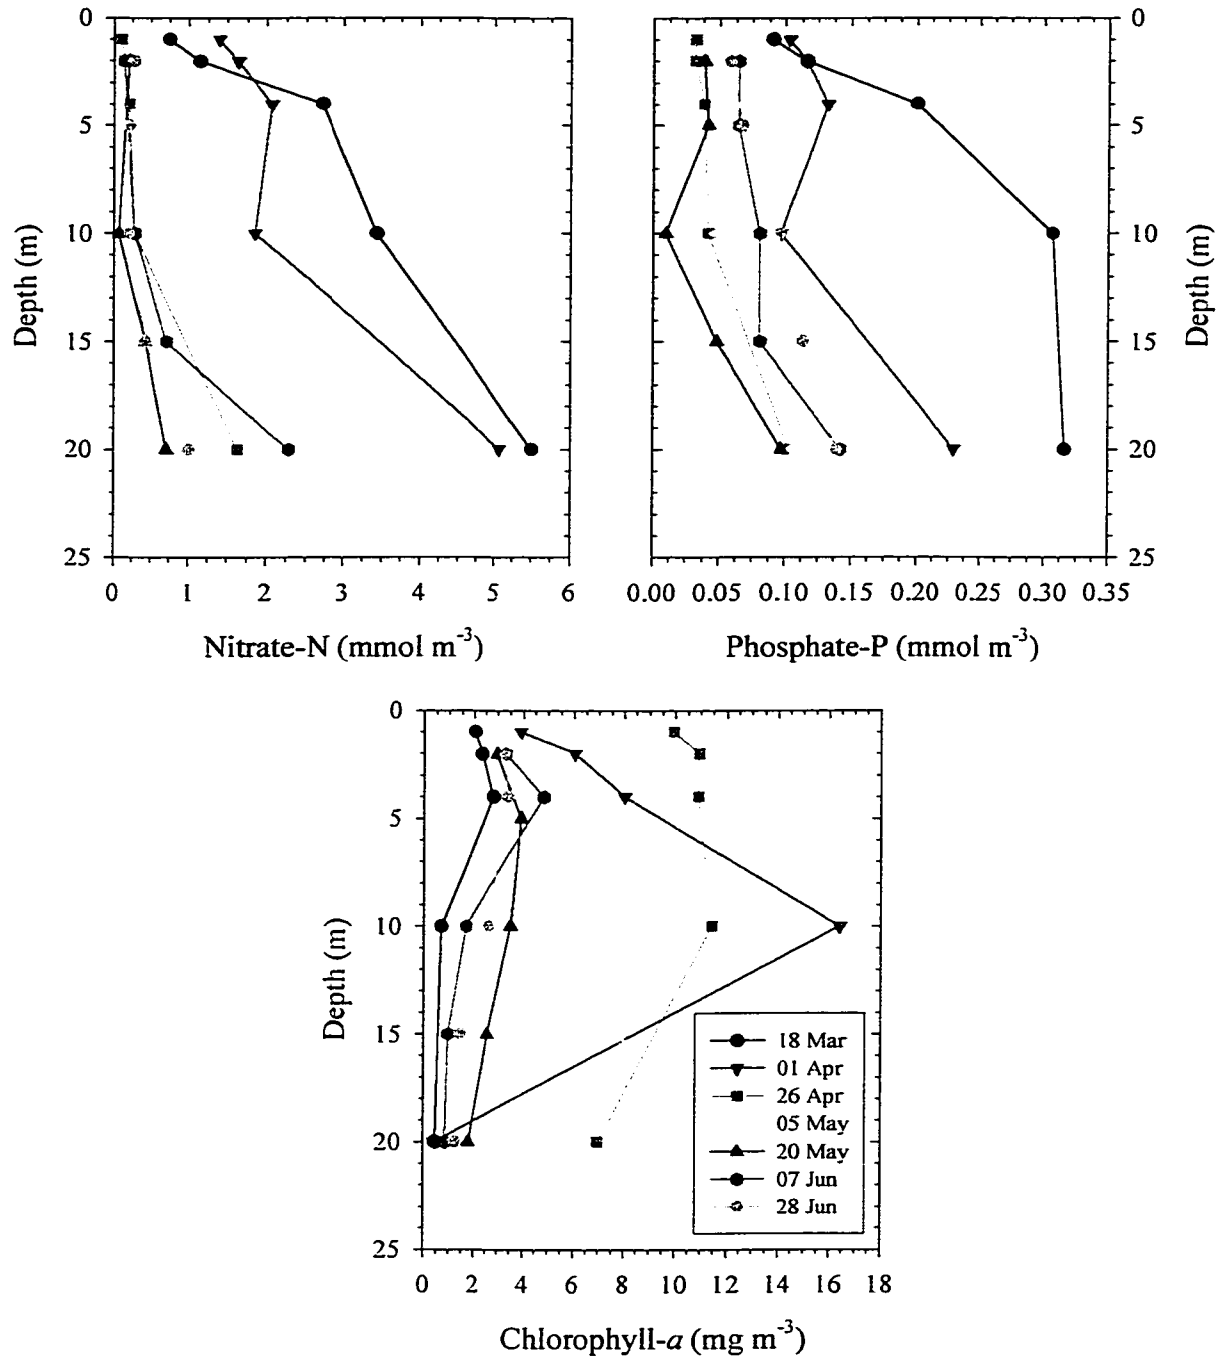 0
5
10
15
20
25
Depth (m)
0 1 2 3 4 5 6
Nitrate-N (mmol m⁻³)
0
5
10
15
20
25
Depth (m)
0.00 0.05 0.10 0.15 0.20 0.25 0.30 0.35
Phosphate-P (mmol m⁻³)
0
5
10
15
20
25
Depth (m)
18 Mar
01 Apr
26 Apr
05 May
20 May
07 Jun
28 Jun
0 2 4 6 8 10 12 14 16 18
Chlorophyll-a (mg m⁻³)